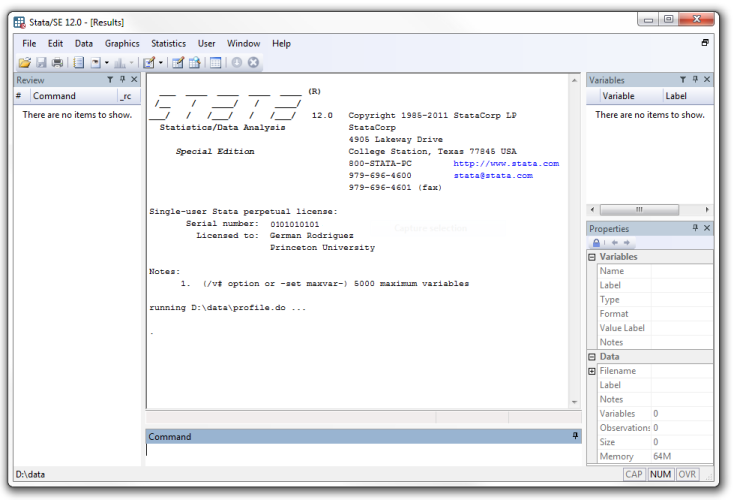 Stata/SE 12.0 - [Results]
File Edit Data Graphics Statistics User Window Help
Review
# Command _rc
There are no items to show.
(R)
12.0 Copyright 1985-2011 StataCorp LP
Statistics/Data Analysis StataCorp
4905 Lakeway Drive
Special Edition College Station, Texas 77845 USA
800-STATA-PC http://www.stata.com
979-696-4600 stata@stata.com
979-696-4601 (fax)
Single-user Stata perpetual license:
Serial number: 0101010101
Licensed to: German Rodriguez
Princeton University
Notes:
1. (/v# option or -set maxvar-) 5000 maximum variables
running D:\data\profile.do ...
.
Command
Variables
Variable Label
There are no items to show.
Properties
Variables
Name
Label
Type
Format
Value Label
Notes
Data
Filename
Label
Notes
Variables 0
Observations 0
Size 0
Memory 64M
D:\data
CAP NUM OVR